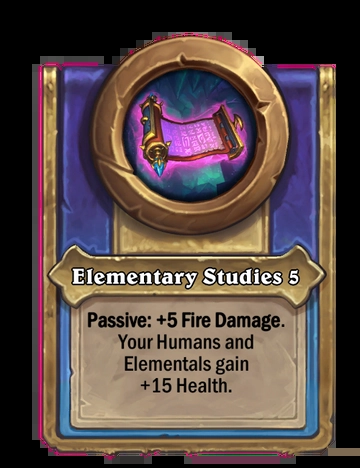 Elementary Studies 5
Passive: +5 Fire Damage.
Your Humans and
Elementals gain
+15 Health.